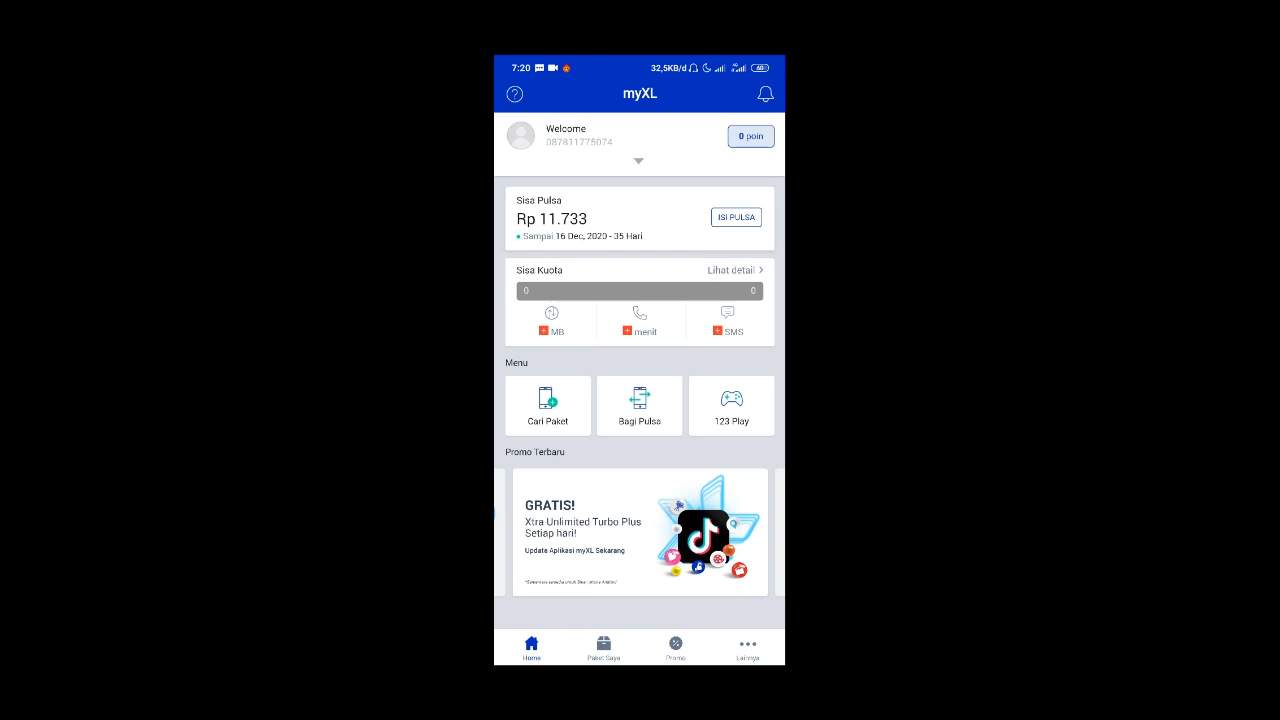 7:20 32,5KB/d 4G 68
myXL
Welcome
087811775074
0 poin
Sisa Pulsa
Rp 11.733
ISI PULSA
Sampai 16 Dec, 2020 - 35 Hari
Sisa Kuota Lihat detail
0 0
MB menit SMS
Menu
Cari Paket Bagi Pulsa 123 Play
Promo Terbaru
GRATIS!
Xtra Unlimited Turbo Plus
Setiap hari!
Update Aplikasi myXL Sekarang
Home Paket Saya Promo Lainnya